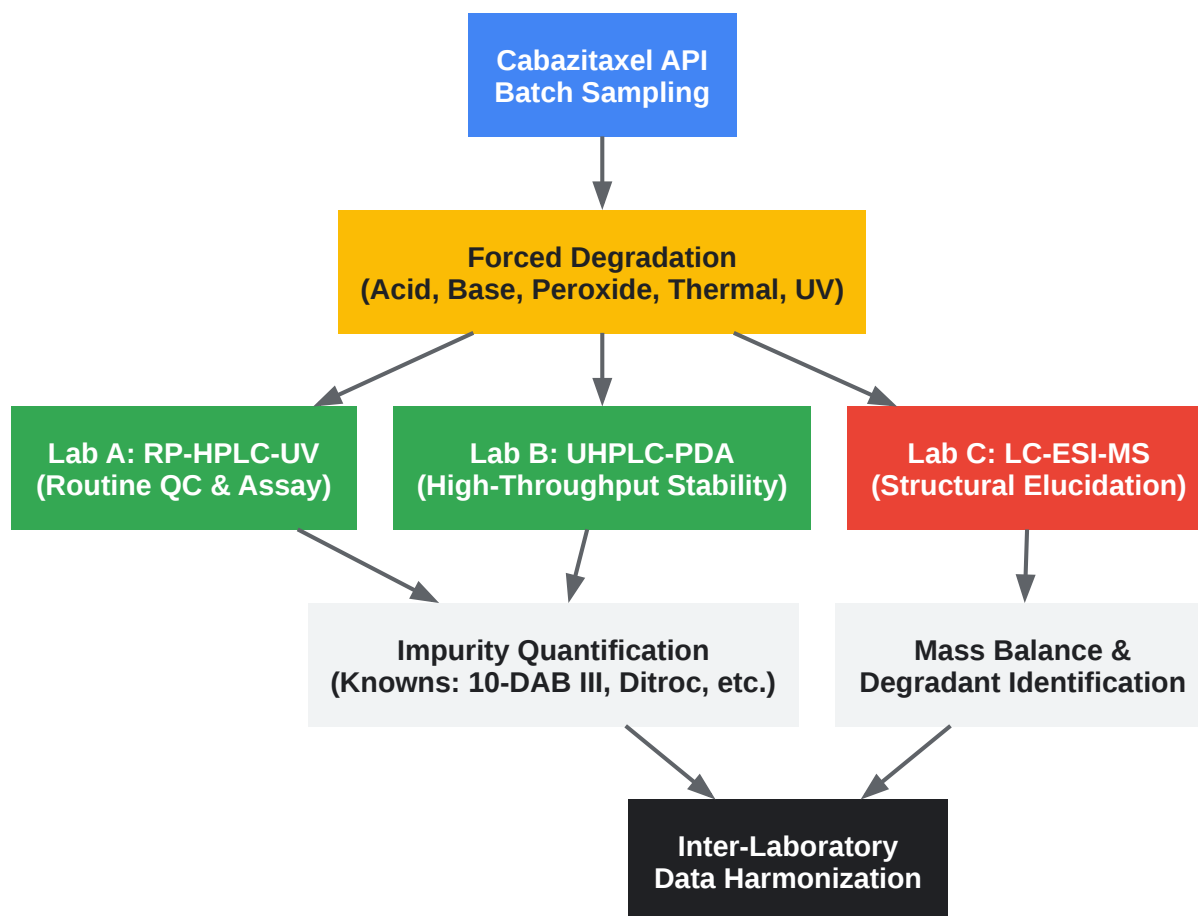 Cabazitaxel API
Batch Sampling
Forced Degradation
(Acid, Base, Peroxide, Thermal, UV)
Lab A: RP-HPLC-UV
(Routine QC & Assay)
Lab B: UHPLC-PDA
(High-Throughput Stability)
Lab C: LC-ESI-MS
(Structural Elucidation)
Impurity Quantification
(Knowns: 10-DAB III, Ditroc, etc.)
Mass Balance &
Degradant Identification
Inter-Laboratory
Data Harmonization